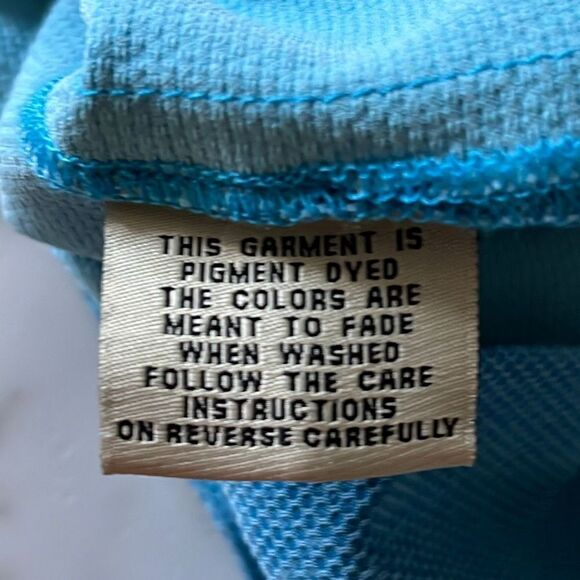 THIS GARMENT IS
PIGMENT DYED
THE COLORS ARE
MEANT TO FADE
WHEN WASHED
FOLLOW THE CARE
INSTRUCTIONS
ON REVERSE CAREFULLY